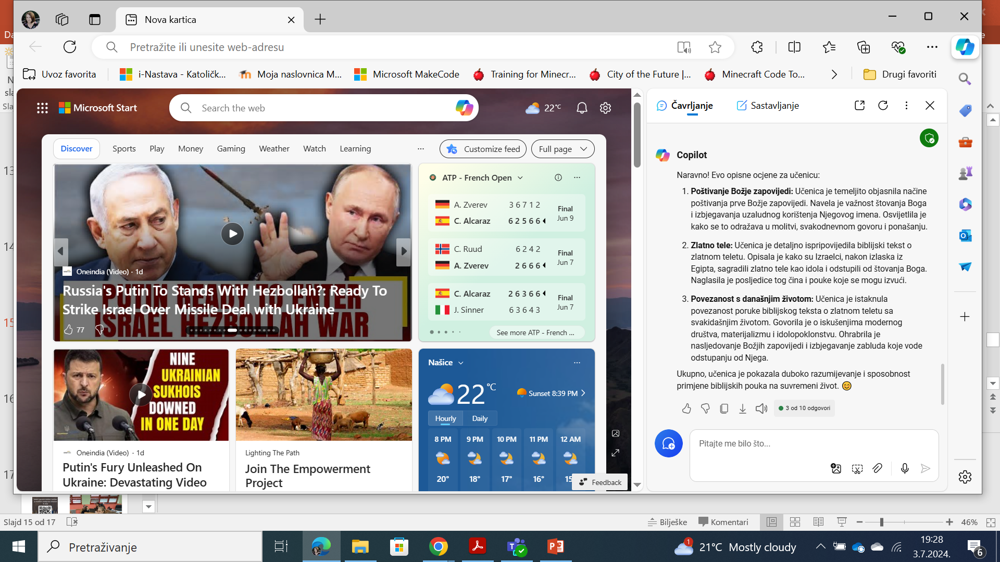 Nova kartica
Pretražite ili unesite web-adresu
Uvoz favorita
i-Nastava - Katoličk...
Moja naslovnica M...
Microsoft MakeCode
Training for Minecr...
City of the Future |...
Minecraft Code To...
Drugi favoriti
Microsoft Start
Search the web
22°C
Discover
Sports
Play
Money
Gaming
Weather
Watch
Learning
Customize feed
Full page
Oneindia (Video) · 1d
Russia's Putin To Stands With Hezbollah?: Ready To
Strike Israel Over Missile Deal with Ukraine
ISRAEL HEZBOLLAH WAR
77
ATP - French Open
A. Zverev 3 6 7 1 2
C. Alcaraz 6 2 5 6 6
Final
Jun 9
C. Ruud 6 2 4 2
A. Zverev 2 6 6 6
Final
Jun 7
C. Alcaraz 2 6 3 6 6
J. Sinner 6 3 6 4 3
Final
Jun 7
See more ATP - French ...
NINE
UKRAINIAN
SUKHOIS
DOWNED
IN ONE DAY
Oneindia (Video) · 1d
Putin's Fury Unleashed On
Ukraine: Devastating Video
Lighting The Path
Join The Empowerment
Project
Našice
22°C
Sunset 8:39 PM
Hourly
Daily
8 PM 9 PM 10 PM 11 PM 12 AM
20° 18° 17° 16° 15
Feedback
Čavrljanje
Sastavljanje
Copilot
Naravno! Evo opisne ocjene za učenicu:
1. Poštivanje Božje zapovijedi: Učenica je temeljito objasnila načine
poštivanja prve Božje zapovijedi. Navela je važnost štovanja Boga
i izbjegavanja uzaludnog korištenja Njegovog imena. Osvijetlila je
kako se to odražava u molitvi, svakodnevnom govoru i ponašanju.
2. Zlatno tele: Učenica je detaljno ispripovijedila biblijski tekst o
zlatnom teletu. Opisala je kako su Izraelci, nakon izlaska iz
Egipta, sagradili zlatno tele kao idola i odstupili od štovanja Boga.
Naglasila je posljedice tog čina i pouke koje se mogu izvući.
3. Povezanost s današnjim životom: Učenica je istaknula
povezanost poruke biblijskog teksta o zlatnom teletu sa
svakidašnjim životom. Govorila je o iskušenjima modernog
društva, materijalizmu i idolopoklonstvu. Ohrabrila je
nasljedovanje Božjih zapovijedi i izbjegavanje zabluda koje vode
odstupanju od Njega.
Ukupno, učenica je pokazala duboko razumijevanje i sposobnost
primjene biblijskih pouka na suvremeni život. 😊
3 od 10 odgovori
Pitajte me bilo što...
13
14
15
16
17
Slajd 15 od 17
Bilješke
Komentari
46%
Pretraživanje
1
21°C Mostly cloudy
19:28
3.7.2024.
6